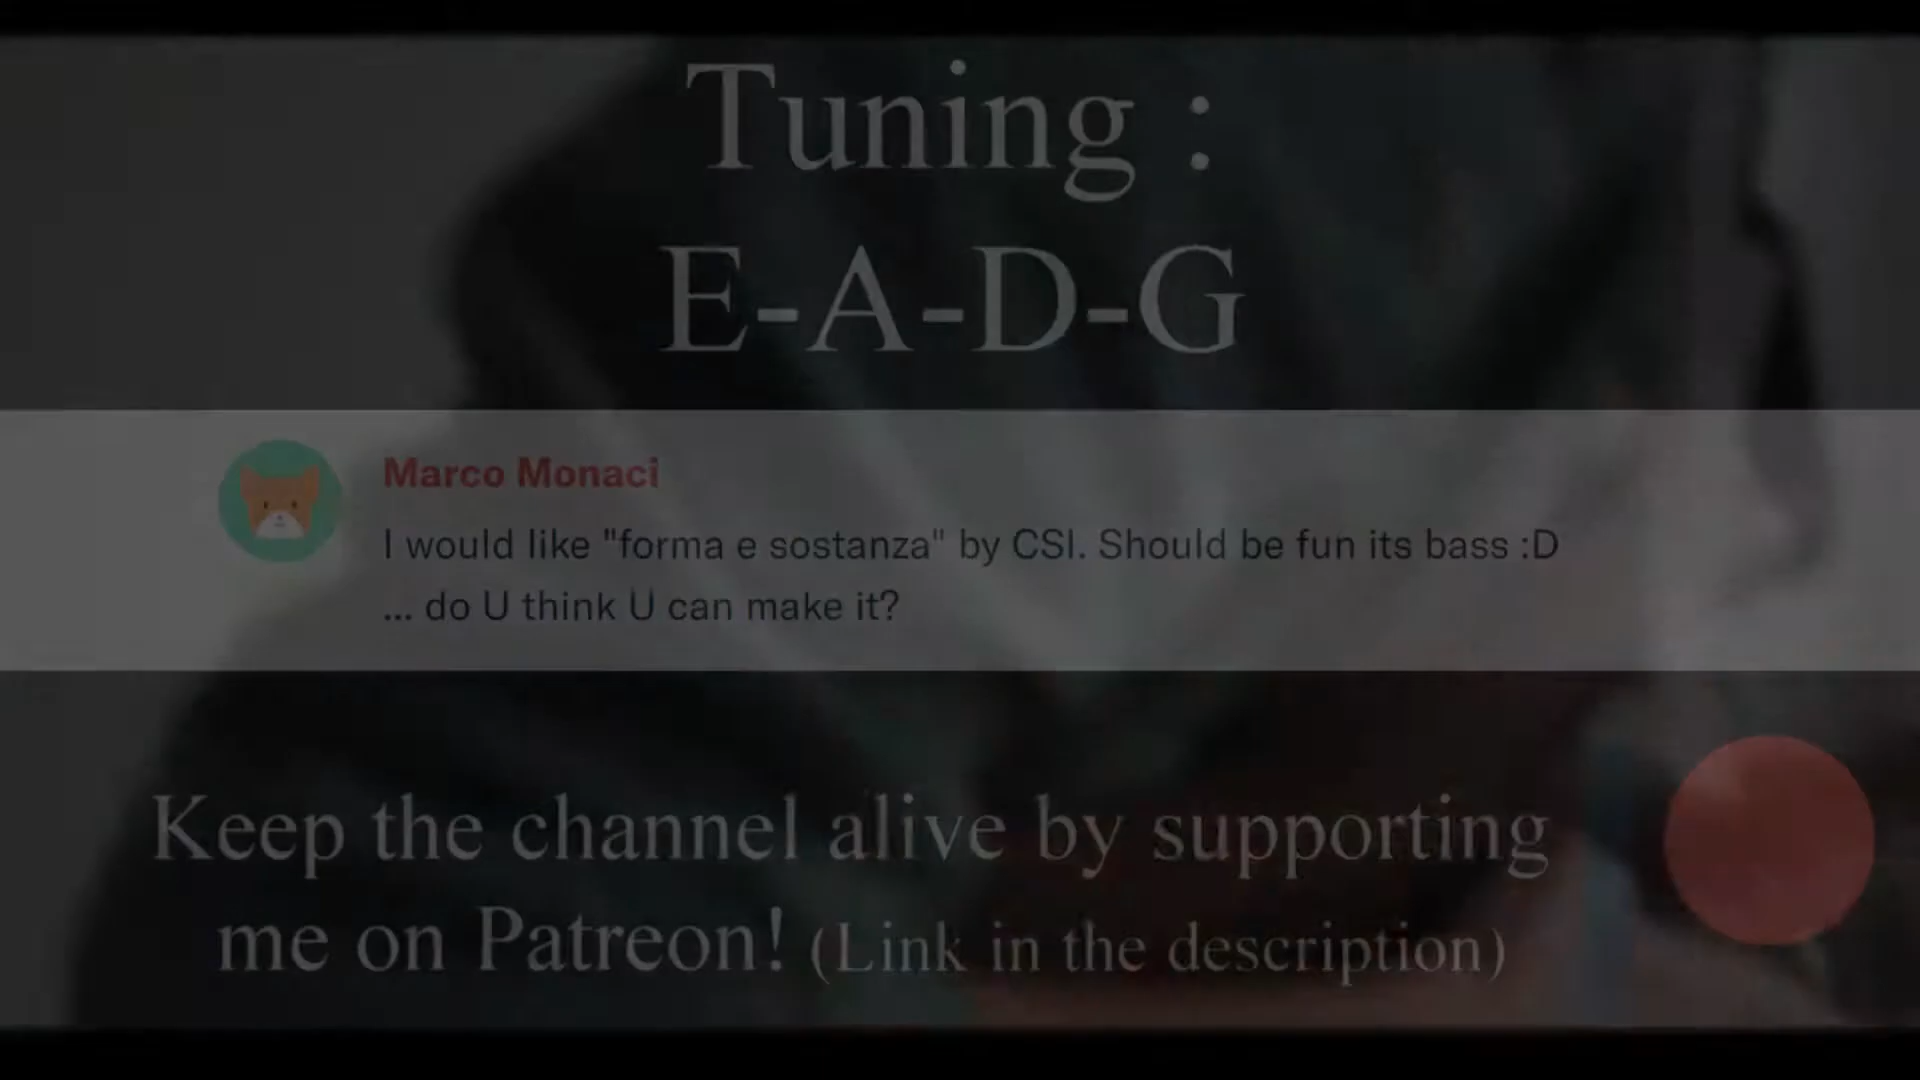 Tuning :
E-A-D-G
Marco Monaci
I would like "forma e sostanza" by CSI. Should be fun its bass :D
... do U think U can make it?
Keep the channel alive by supporting
me on Patreon! (Link in the description)